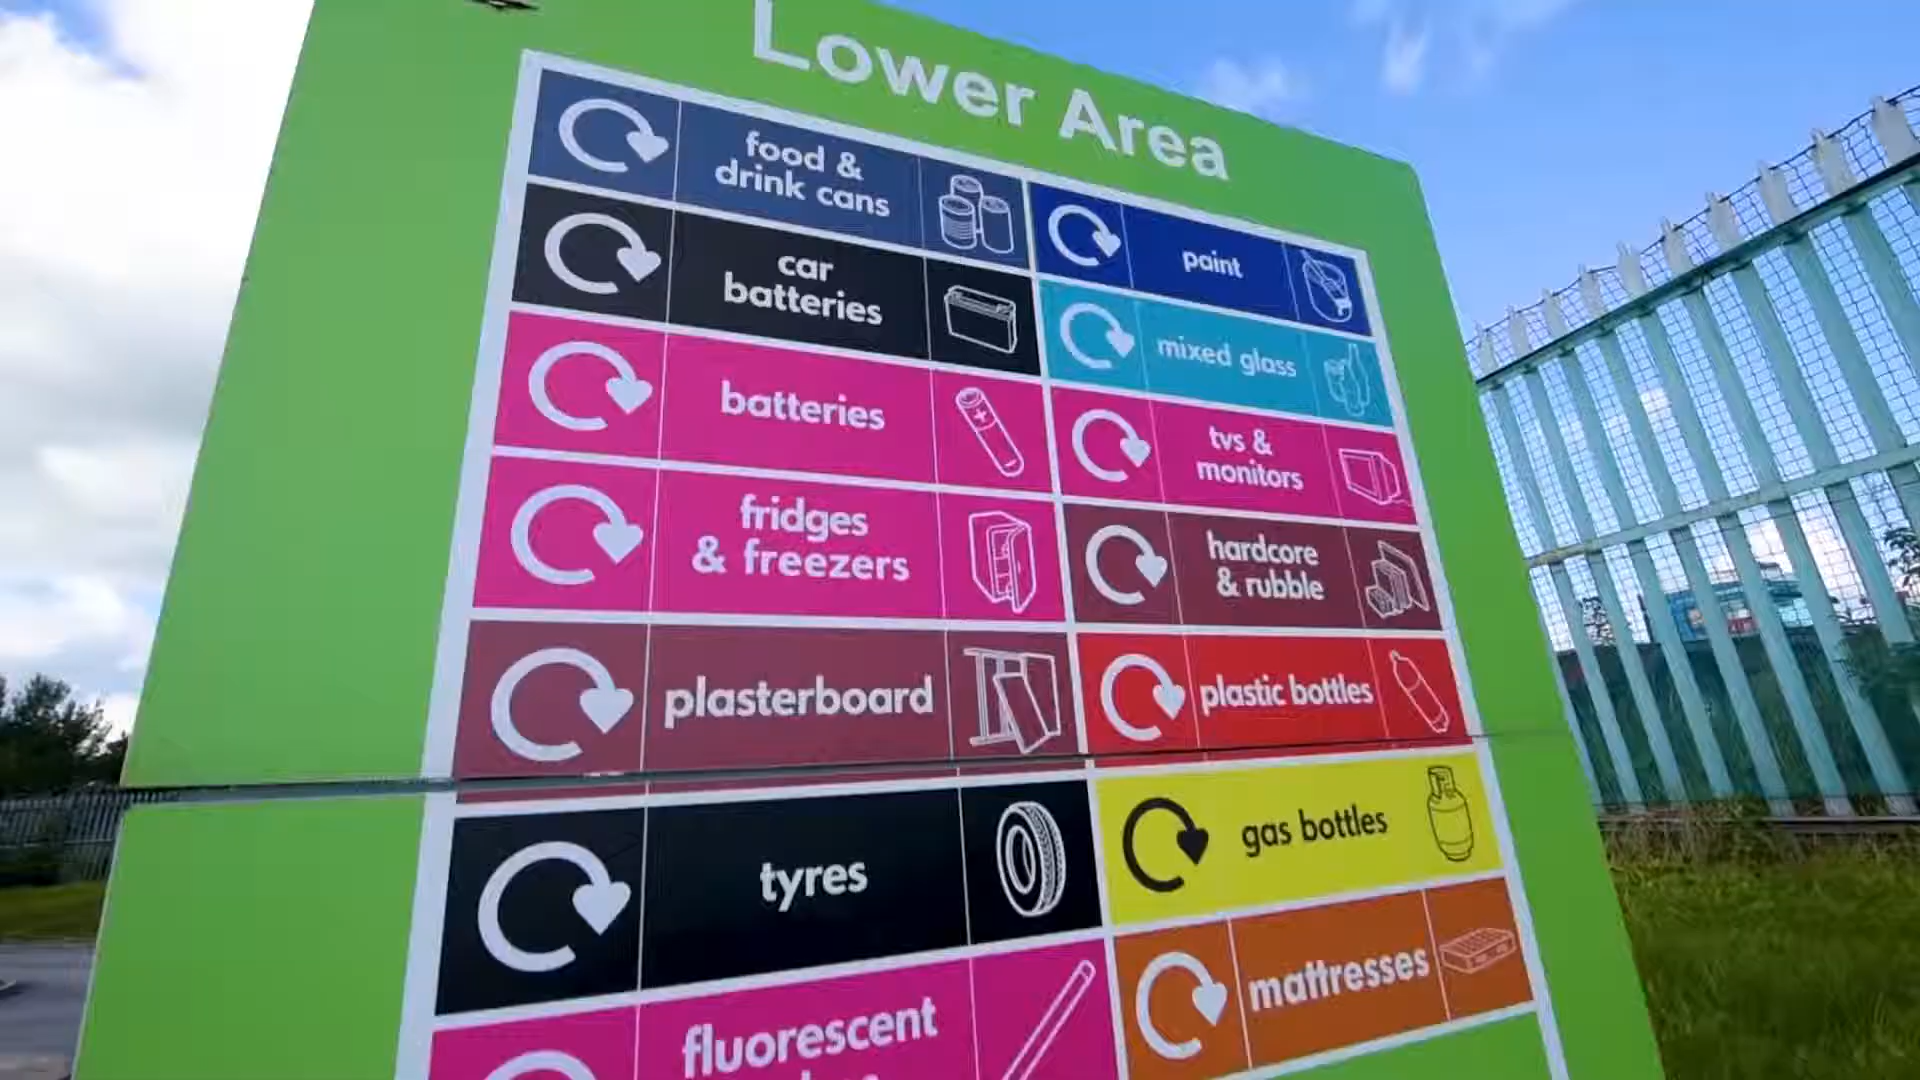 Lower Area
food &
drink cans
car
batteries
batteries
fridges
& freezers
plasterboard
tyres
fluorescent
paint
mixed glass
tvs &
monitors
hardcore
& rubble
plastic bottles
gas bottles
mattresses